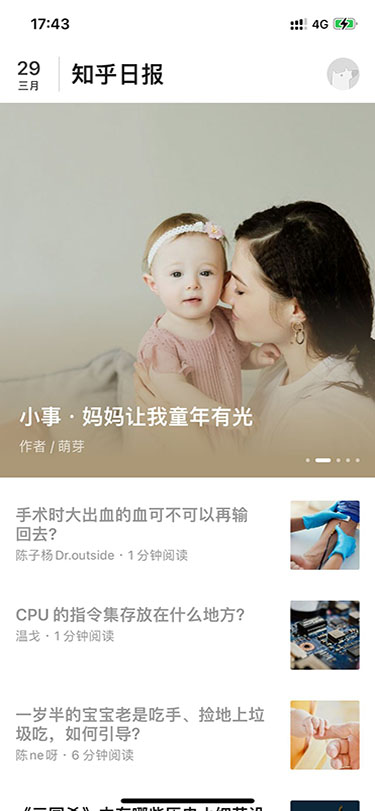 17:43
4G
29
三月
知乎日报
小事 · 妈妈让我童年有光
作者 / 萌芽
手术时大出血的血可不可以再输
回去?
陈子杨Dr.outside · 1 分钟阅读
CPU 的指令集存放在什么地方?
温戈 · 1 分钟阅读
一岁半的宝宝老是吃手、捡地上垃
圾吃，如何引导?
陈ne呀 · 6 分钟阅读